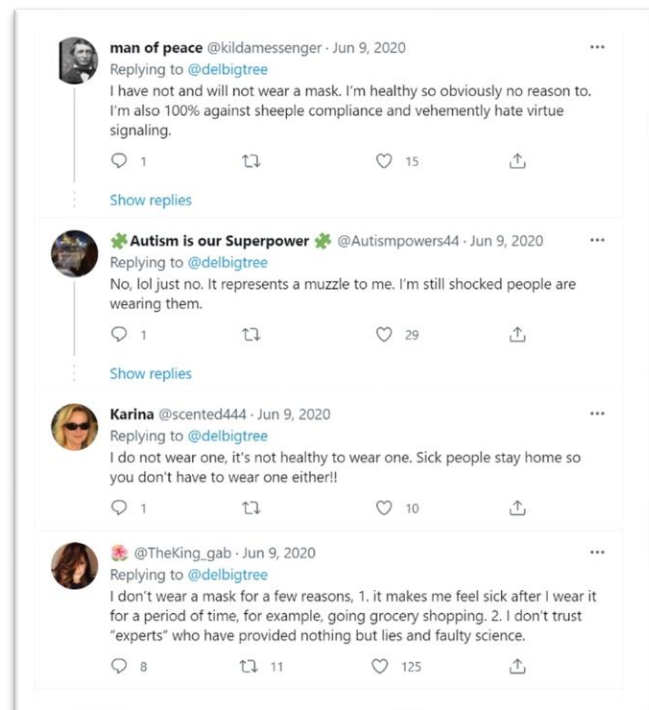 man of peace @kildamessenger · Jun 9, 2020
Replying to @delbigtree
I have not and will not wear a mask. I'm healthy so obviously no reason to.
I'm also 100% against sheeple compliance and vehemently hate virtue
signaling.
1 15
Show replies
Autism is our Superpower @Autismpowers44 · Jun 9, 2020
Replying to @delbigtree
No, lol just no. It represents a muzzle to me. I'm still shocked people are
wearing them.
1 29
Show replies
Karina @scented444 · Jun 9, 2020
Replying to @delbigtree
I do not wear one, it's not healthy to wear one. Sick people stay home so
you don't have to wear one either!!
1 10
@TheKing_gab · Jun 9, 2020
Replying to @delbigtree
I don't wear a mask for a few reasons, 1. it makes me feel sick after I wear it
for a period of time, for example, going grocery shopping. 2. I don't trust
"experts" who have provided nothing but lies and faulty science.
8 11 125